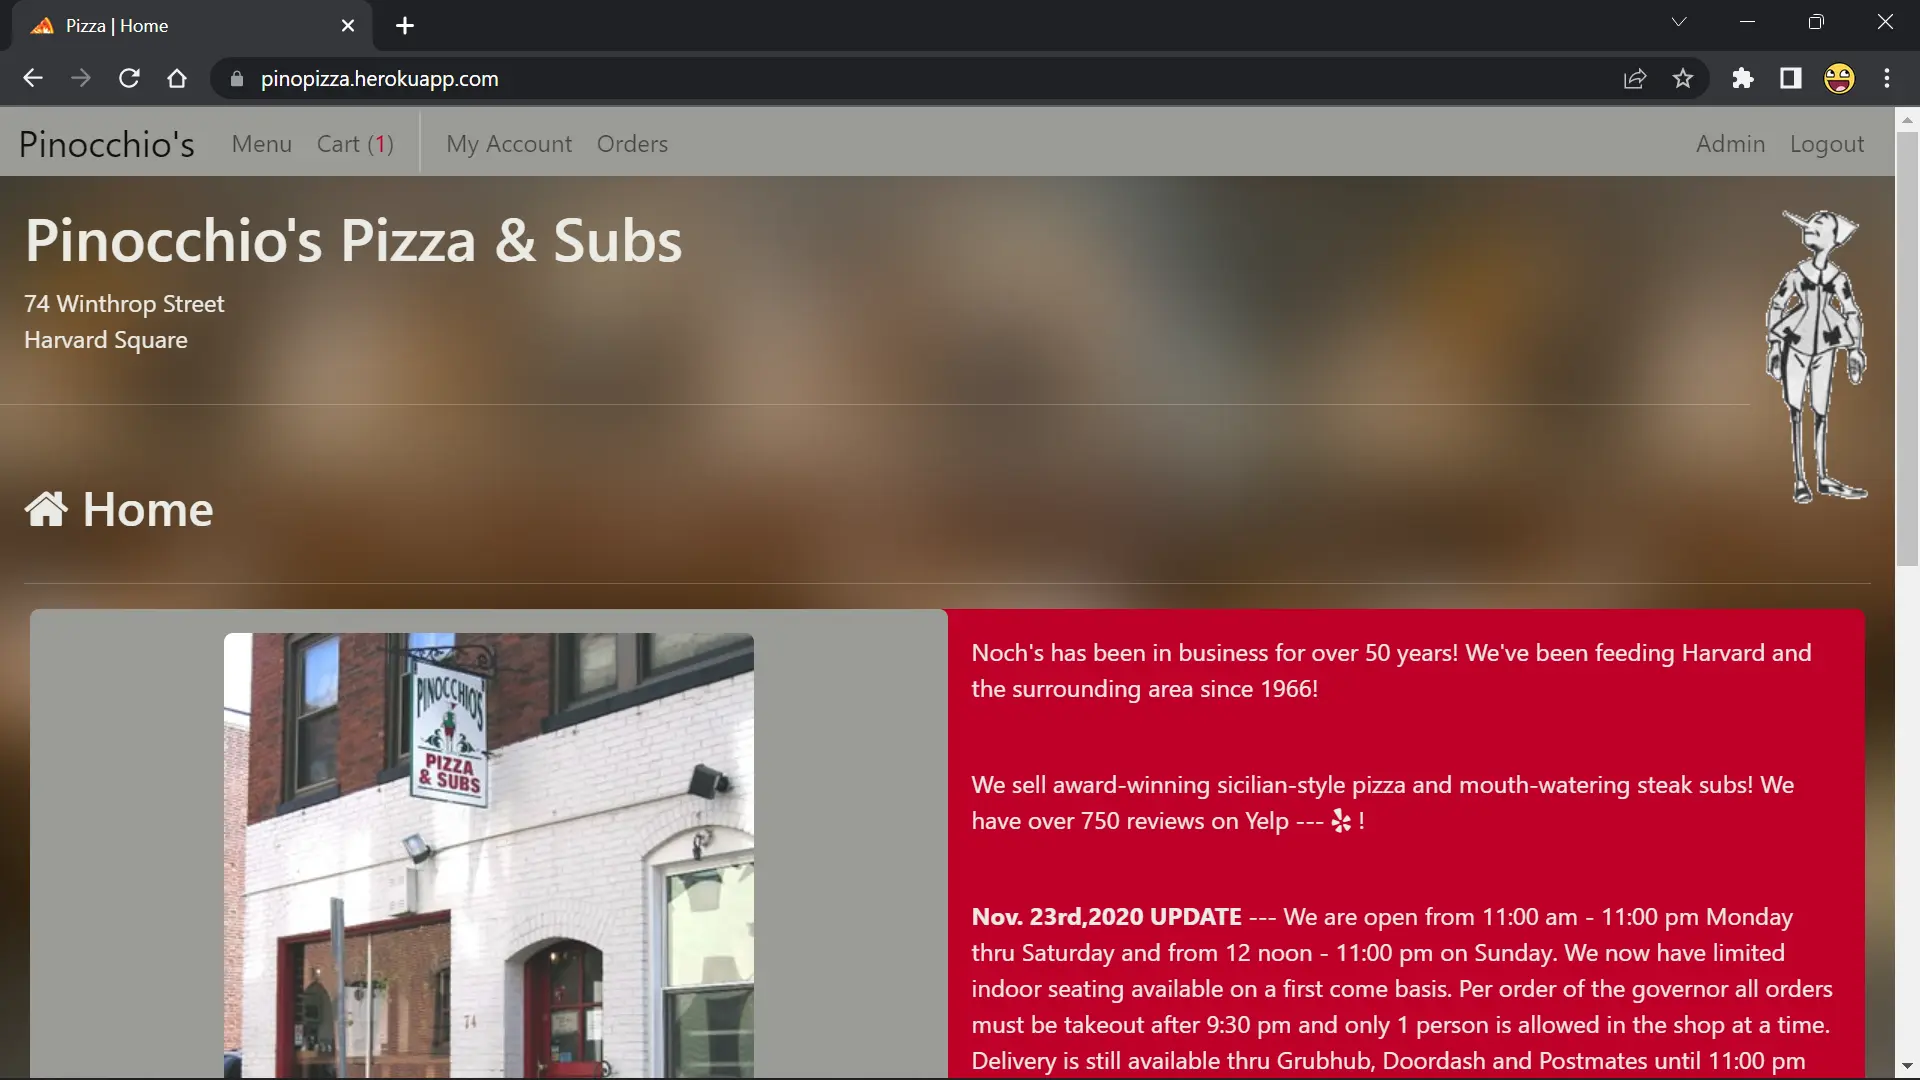 Pizza | Home
pinopizza.herokuapp.com
Pinocchio's Menu Cart (1) My Account Orders Admin Logout
Pinocchio's Pizza & Subs
74 Winthrop Street
Harvard Square
Home
PINOCCHIO'S
PIZZA
& SUBS
74
Noch's has been in business for over 50 years! We've been feeding Harvard and
the surrounding area since 1966!
We sell award-winning sicilian-style pizza and mouth-watering steak subs! We
have over 750 reviews on Yelp --- !
Nov. 23rd,2020 UPDATE --- We are open from 11:00 am - 11:00 pm Monday
thru Saturday and from 12 noon - 11:00 pm on Sunday. We now have limited
indoor seating available on a first come basis. Per order of the governor all orders
must be takeout after 9:30 pm and only 1 person is allowed in the shop at a time.
Delivery is still available thru Grubhub, Doordash and Postmates until 11:00 pm